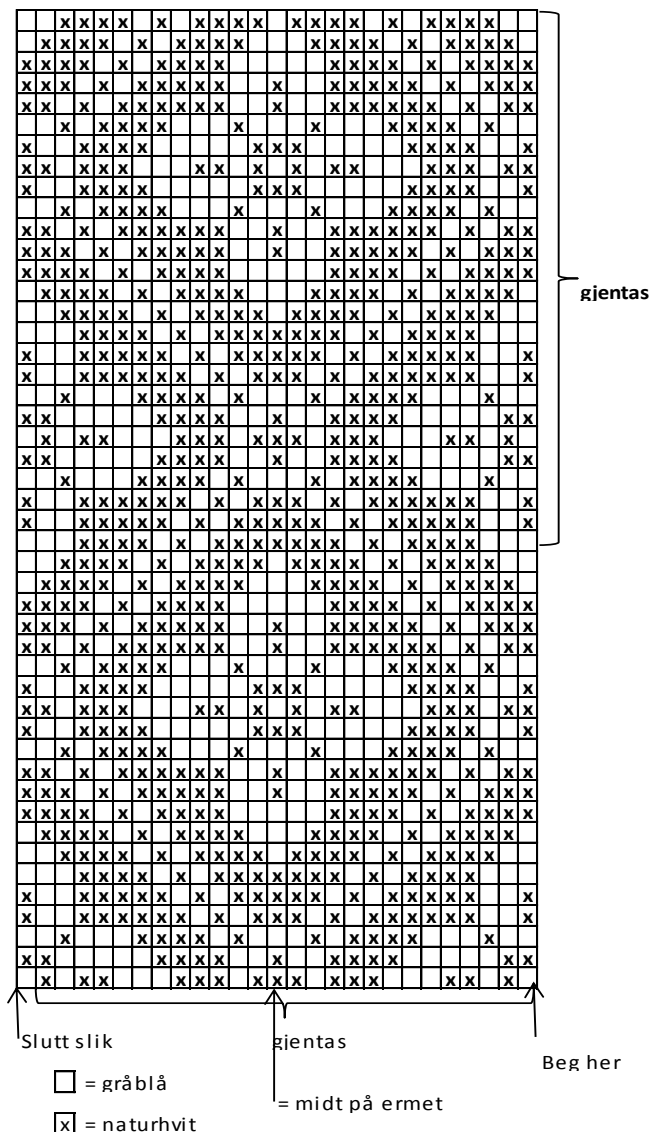 gjentas
Slutt slik
gjentas
Beg her
= gråblå
= midt på ermet
x = naturhvit